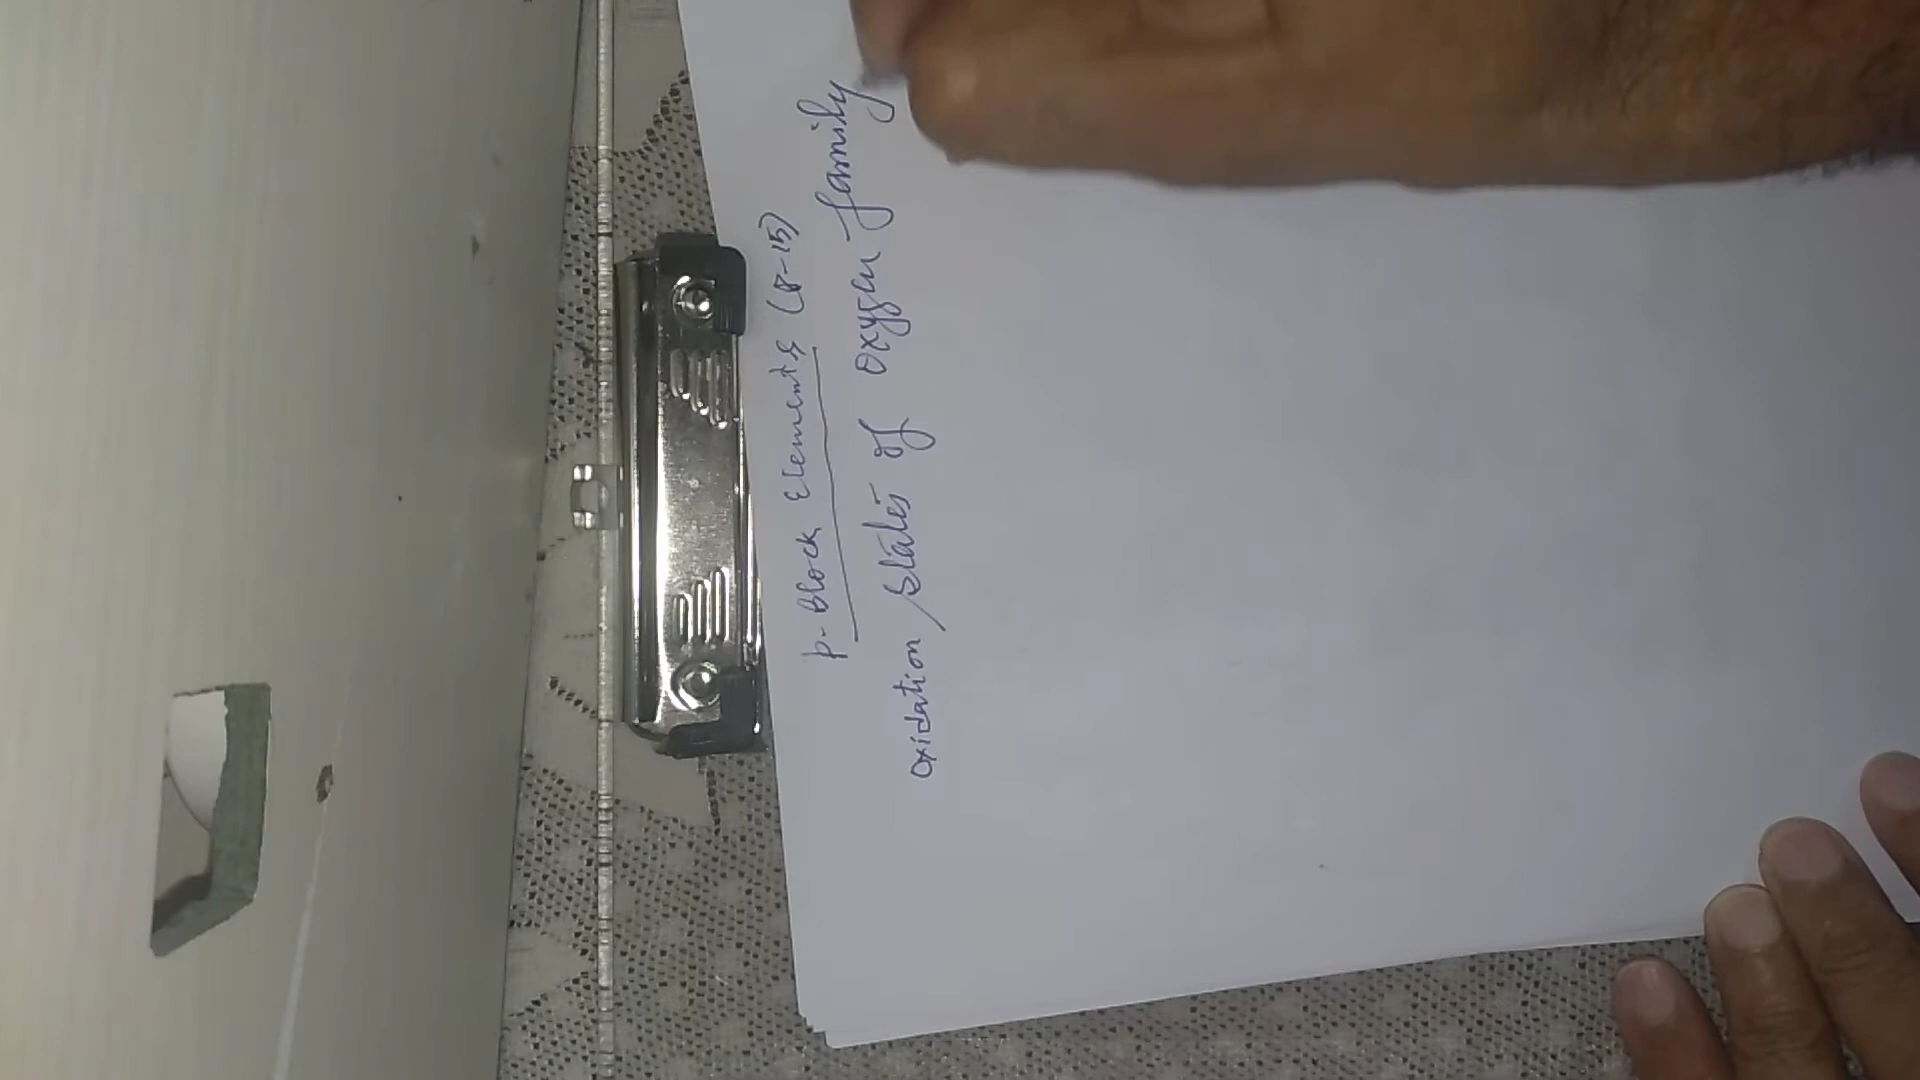 p-Block Elements (P-15)
oxidation states of oxygen family